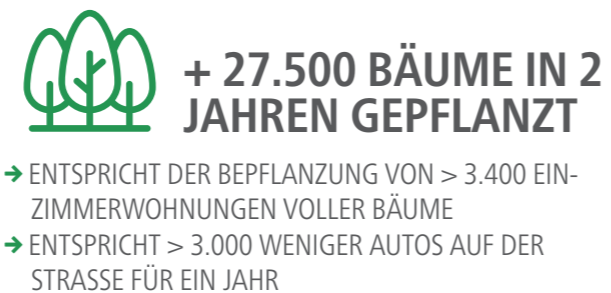 + 27.500 BÄUME IN 2
JAHREN GEPFLANZT
→ ENTSPRICHT DER BEPFLANZUNG VON > 3.400 EIN-
ZIMMERWOHNUNGEN VOLLER BÄUME
→ ENTSPRICHT > 3.000 WENIGER AUTOS AUF DER
STRASSE FÜR EIN JAHR